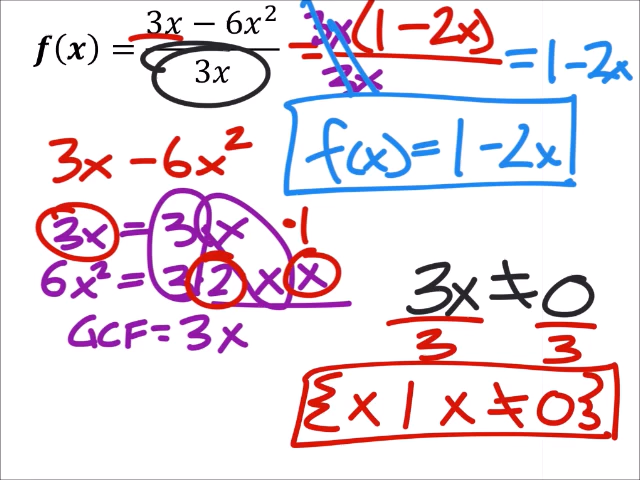 f(x) = (3x − 6x²)/(3x) = 3x(1−2x)/3x = 1−2x
f(x) = 1−2x
3x − 6x²
3x = 3 x · 1
6x² = 3 2 x x
GCF = 3x
3x ≠ 0
3 3
{x | x ≠ 0}